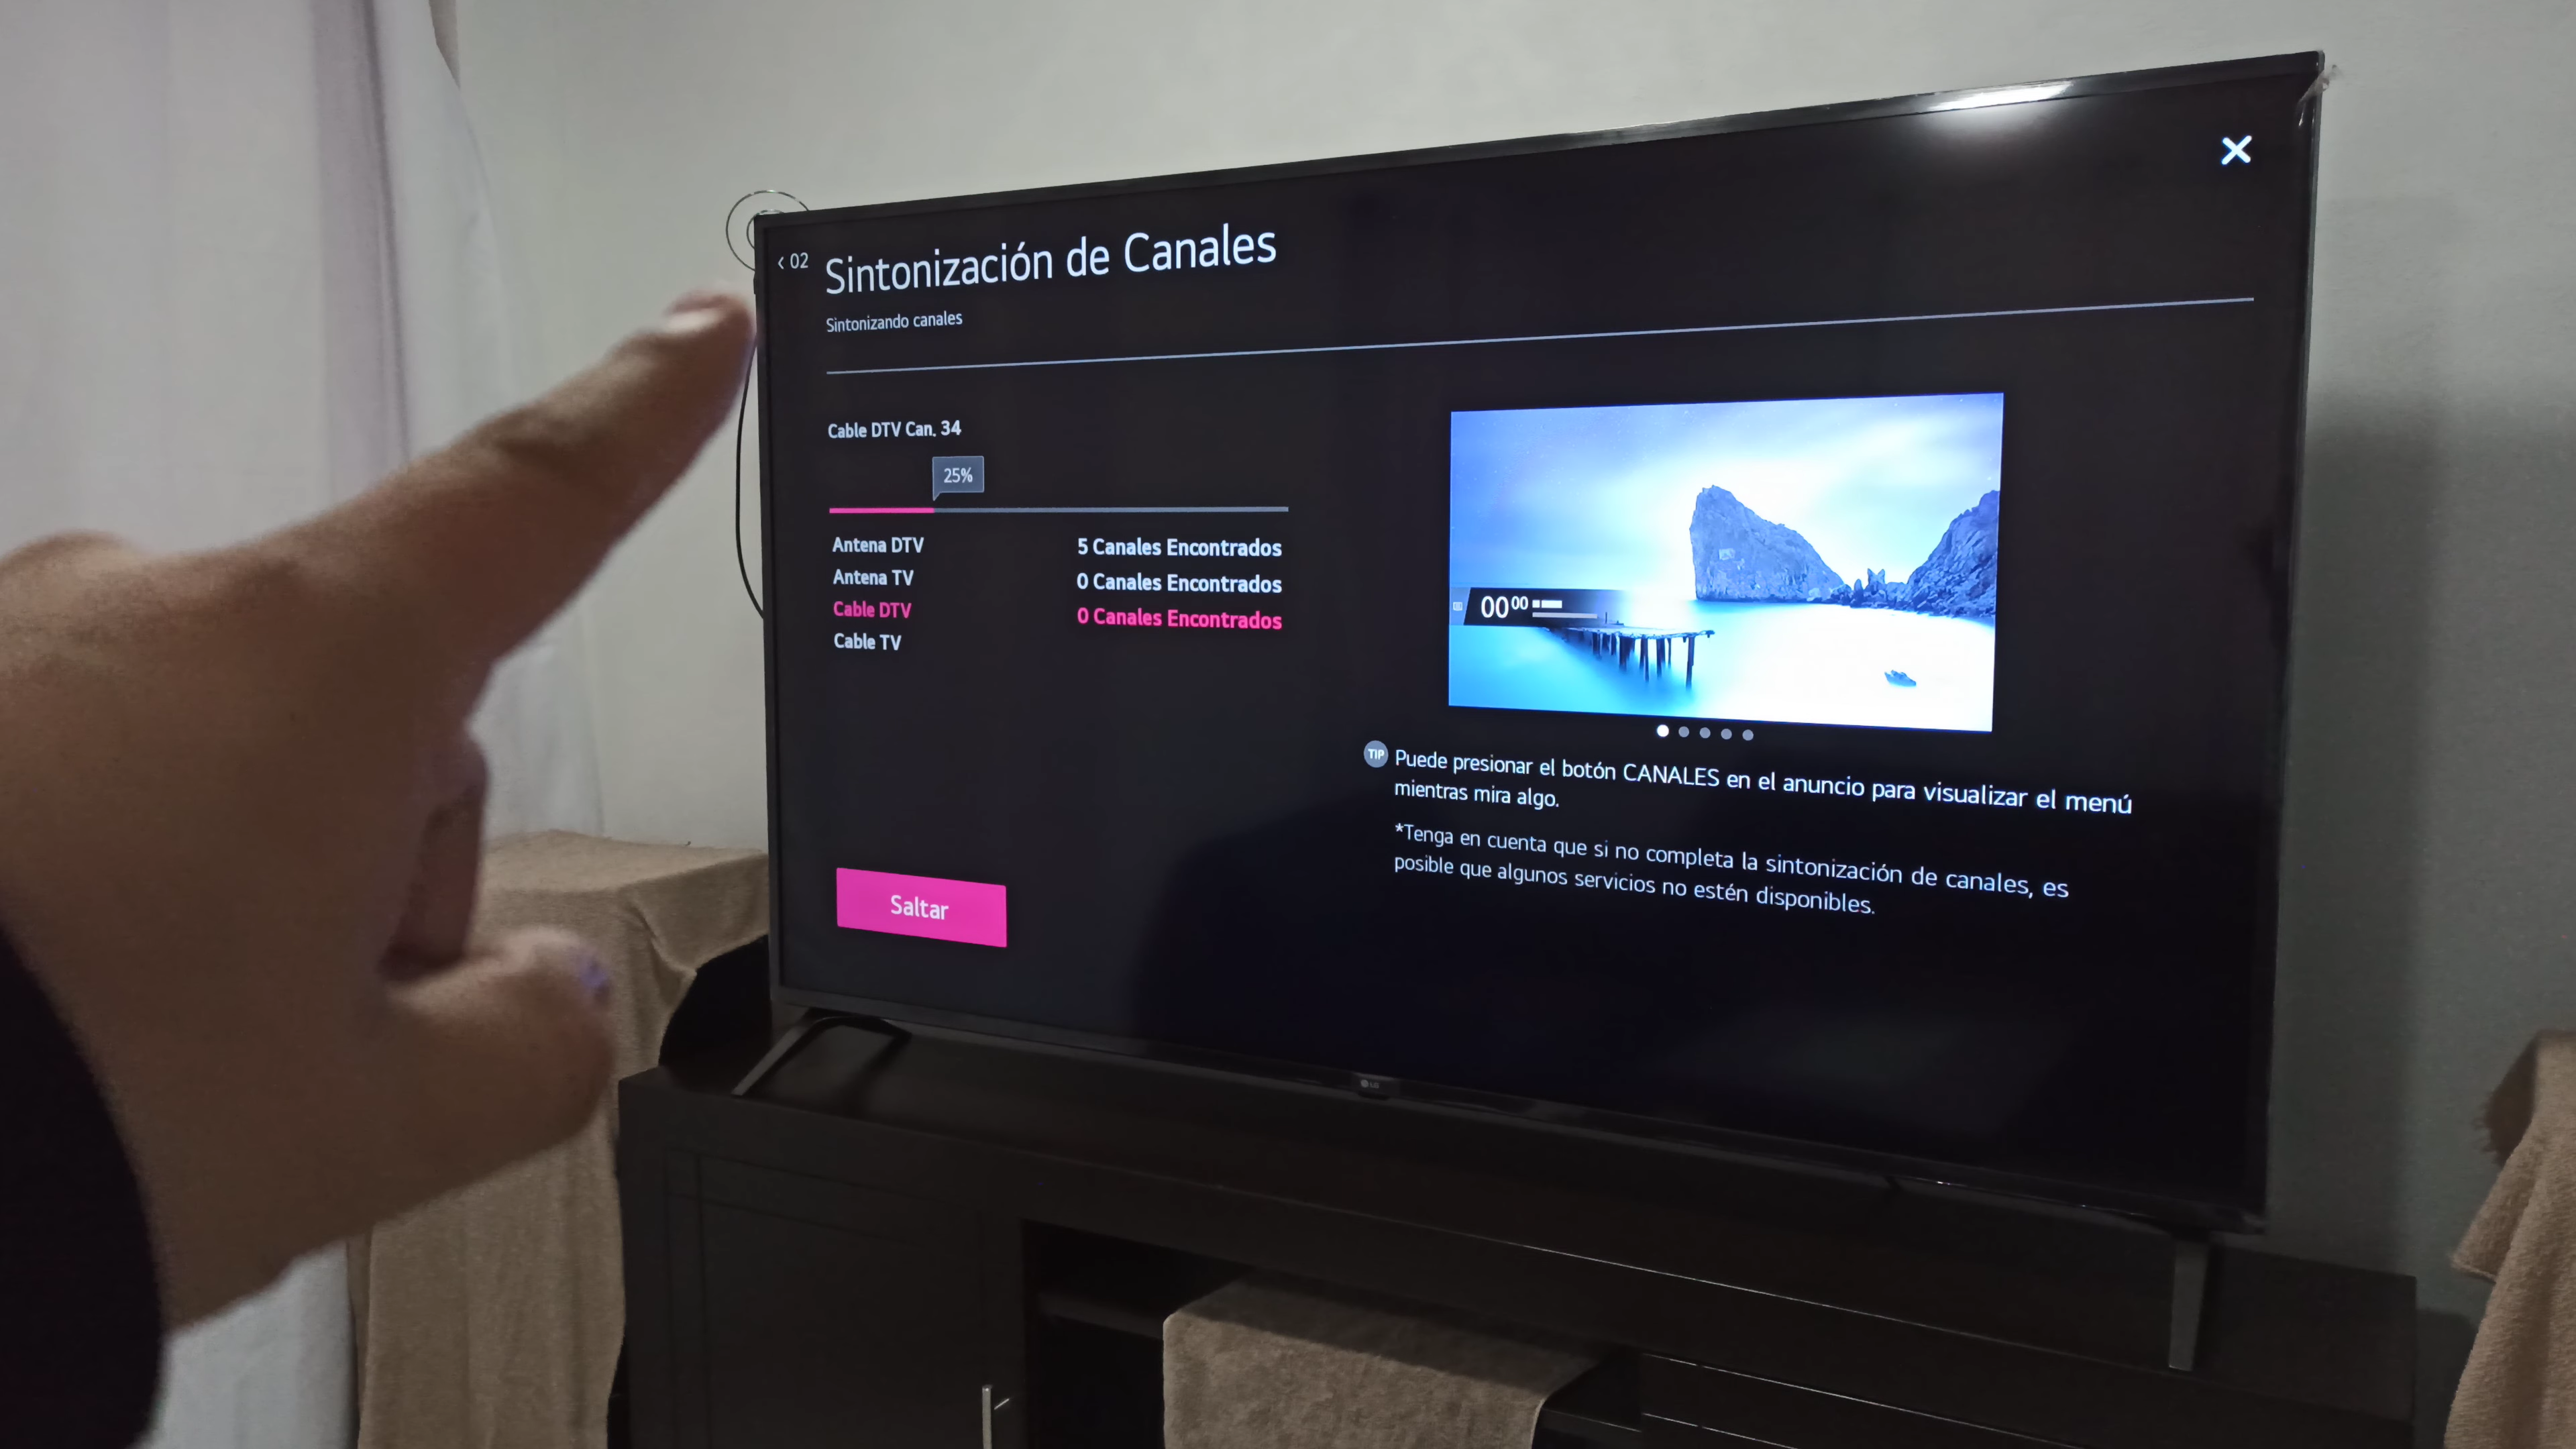 ‹ 02 Sintonización de Canales
Sintonizando canales
Cable DTV Can. 34
25%
Antena DTV 5 Canales Encontrados
Antena TV 0 Canales Encontrados
Cable DTV 0 Canales Encontrados
Cable TV
Saltar
00⁰⁰
TIP Puede presionar el botón CANALES en el anuncio para visualizar el menú
mientras mira algo.
*Tenga en cuenta que si no completa la sintonización de canales, es
posible que algunos servicios no estén disponibles.
LG